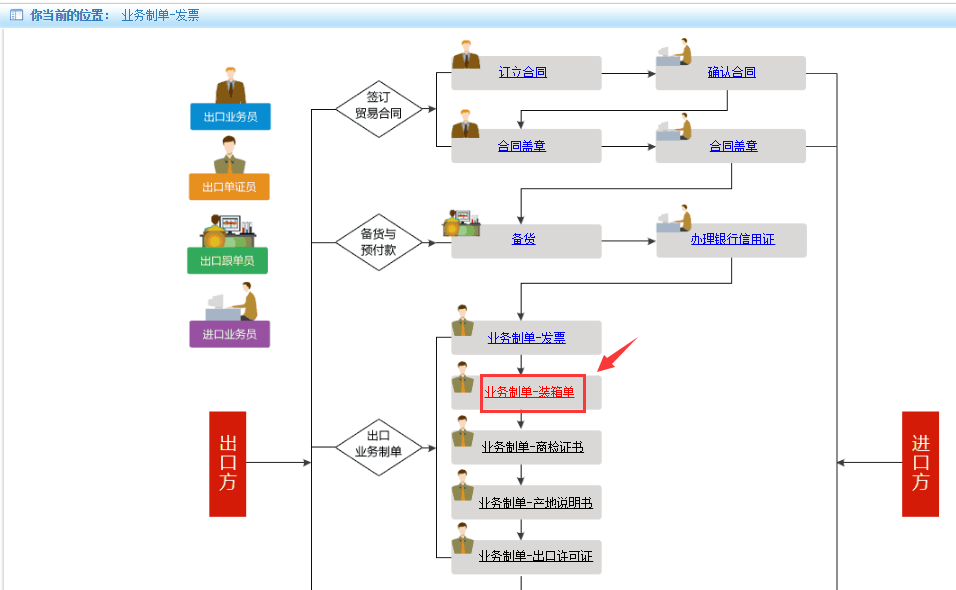 你当前的位置： 业务制单-发票
出口业务员
出口单证员
出口跟单员
进口业务员
签订
贸易合同
订立合同
确认合同
合同盖章
合同盖章
备货与
预付款
备货
办理银行信用证
业务制单-发票
业务制单-装箱单
出口
业务制单
业务制单-商检证书
业务制单-产地说明书
业务制单-出口许可证
出口方
进口方